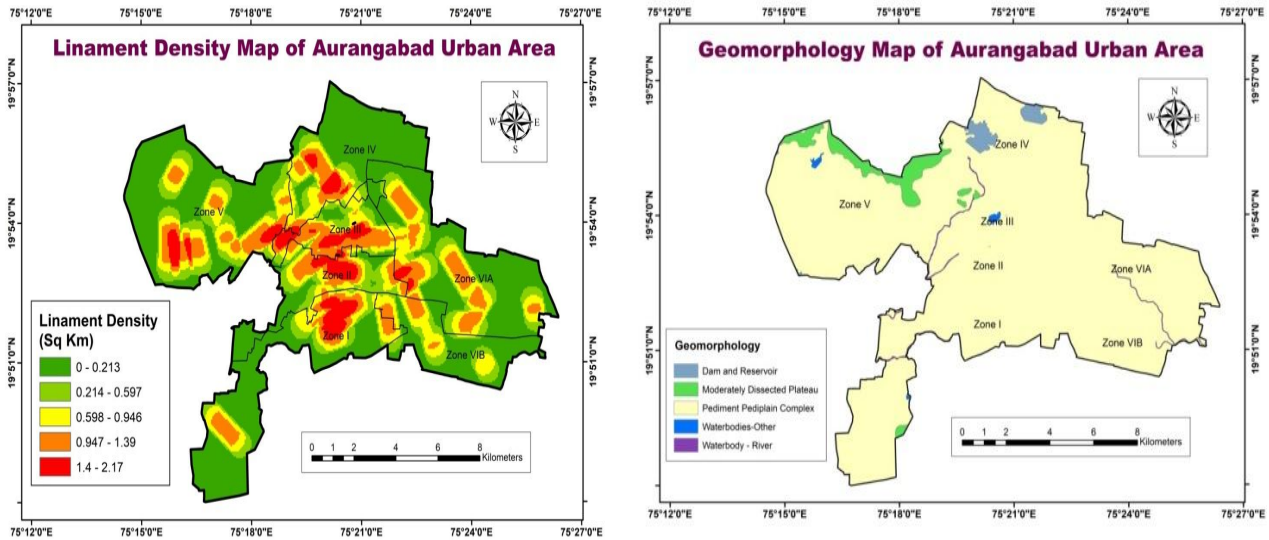 75°12'0"E 75°15'0"E 75°18'0"E 75°21'0"E 75°24'0"E 75°27'0"E
Linament Density Map of Aurangabad Urban Area
19°57'0"N
19°54'0"N
19°51'0"N
N
W E
S
Zone IV
Zone V
Zone III
Zone II
Zone VIA
Zone I
Zone VIB
Linament Density
(Sq Km)
0 - 0.213
0.214 - 0.597
0.598 - 0.946
0.947 - 1.39
1.4 - 2.17
0 1 2 4 6 8
Kilometers
19°57'0"N
19°54'0"N
19°51'0"N
75°12'0"E 75°15'0"E 75°18'0"E 75°21'0"E 75°24'0"E 75°27'0"E
75°12'0"E 75°15'0"E 75°18'0"E 75°21'0"E 75°24'0"E 75°27'0"E
Geomorphology Map of Aurangabad Urban Area
19°57'0"N
19°54'0"N
19°51'0"N
N
W E
S
Zone IV
Zone V
Zone III
Zone II
Zone VIA
Zone I
Zone VIB
Geomorphology
Dam and Reservoir
Moderately Dissected Plateau
Pediment Pediplain Complex
Waterbodies-Other
Waterbody - River
0 1 2 4 6 8
Kilometers
19°57'0"N
19°54'0"N
19°51'0"N
75°12'0"E 75°15'0"E 75°18'0"E 75°21'0"E 75°24'0"E 75°27'0"E